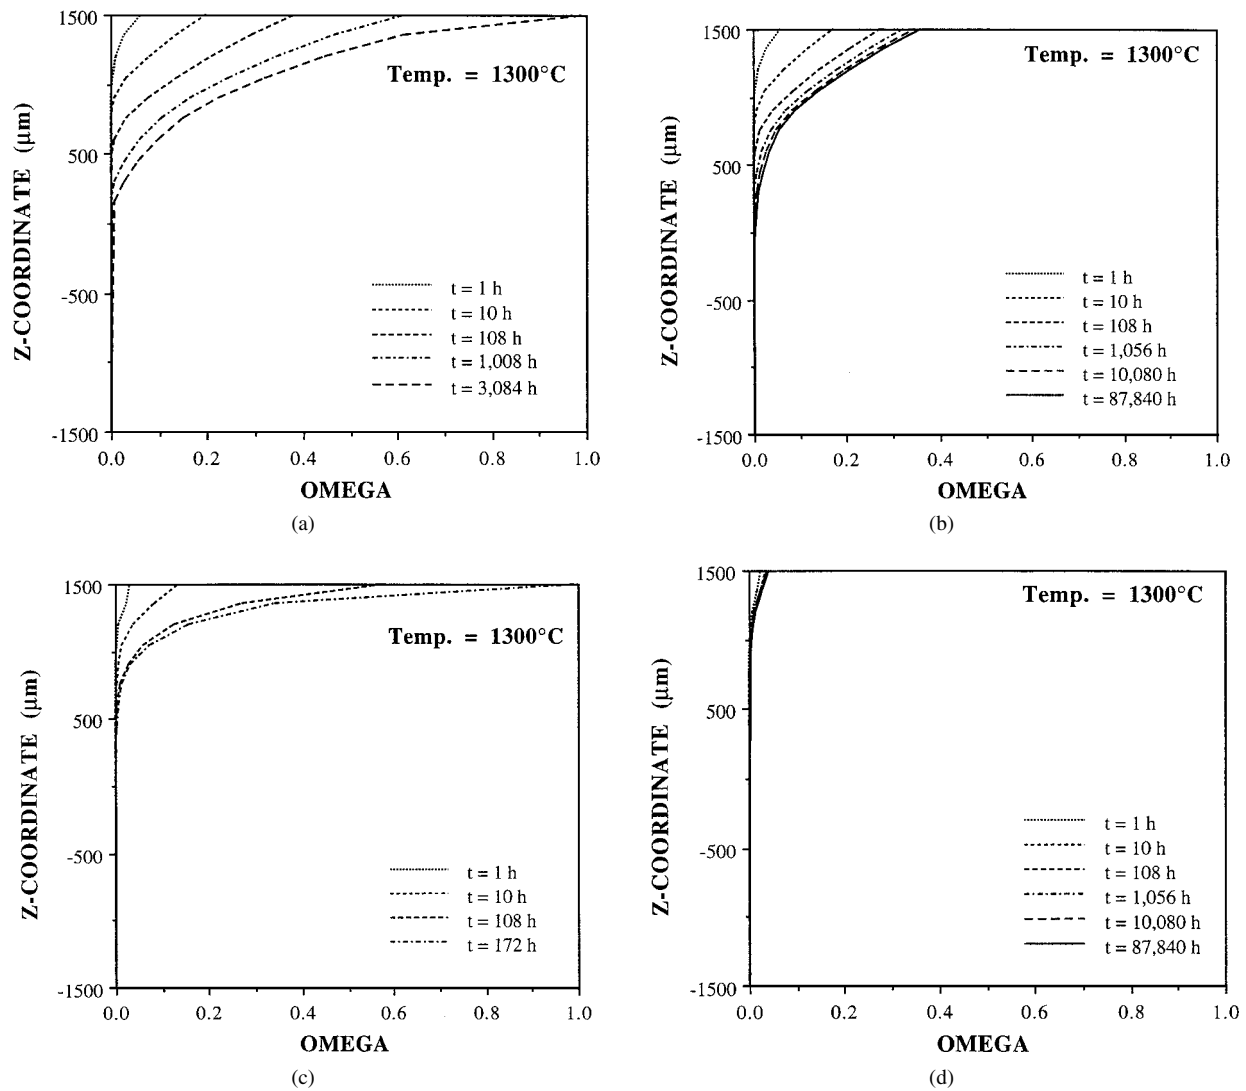 1500
500
-500
-1500
Z-COORDINATE (μm)
Temp. = 1300°C
t = 1 h
t = 10 h
t = 108 h
t = 1,008 h
t = 3,084 h
0.0 0.2 0.4 0.6 0.8 1.0
OMEGA
(a)
1500
500
-500
-1500
Z-COORDINATE (μm)
Temp. = 1300°C
t = 1 h
t = 10 h
t = 108 h
t = 1,056 h
t = 10,080 h
t = 87,840 h
0.0 0.2 0.4 0.6 0.8 1.0
OMEGA
(b)
1500
500
-500
-1500
Z-COORDINATE (μm)
Temp. = 1300°C
t = 1 h
t = 10 h
t = 108 h
t = 172 h
0.0 0.2 0.4 0.6 0.8 1.0
OMEGA
(c)
1500
500
-500
-1500
Z-COORDINATE (μm)
Temp. = 1300°C
t = 1 h
t = 10 h
t = 108 h
t = 1,056 h
t = 10,080 h
t = 87,840 h
0.0 0.2 0.4 0.6 0.8 1.0
OMEGA
(d)